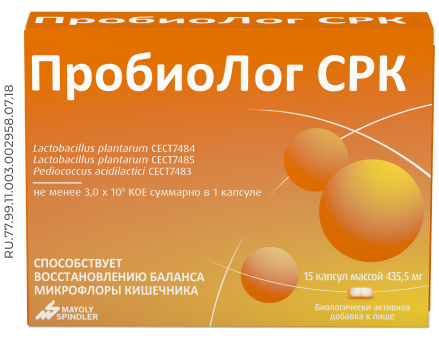 ПробиоЛог СРК
Lactobacillus plantarum CECT7484
Lactobacillus plantarum CECT7485
Pediococcus acidilactici CECT7483
не менее 3,0 x 10⁹ КОЕ суммарно в 1 капсуле
СПОСОБСТВУЕТ
ВОССТАНОВЛЕНИЮ БАЛАНСА
МИКРОФЛОРЫ КИШЕЧНИКА
15 капсул массой 435,5 мг
MAYOLY
SPINDLER
Биологически активная
добавка к пище
RU.77.99.11.003.002958.07.18